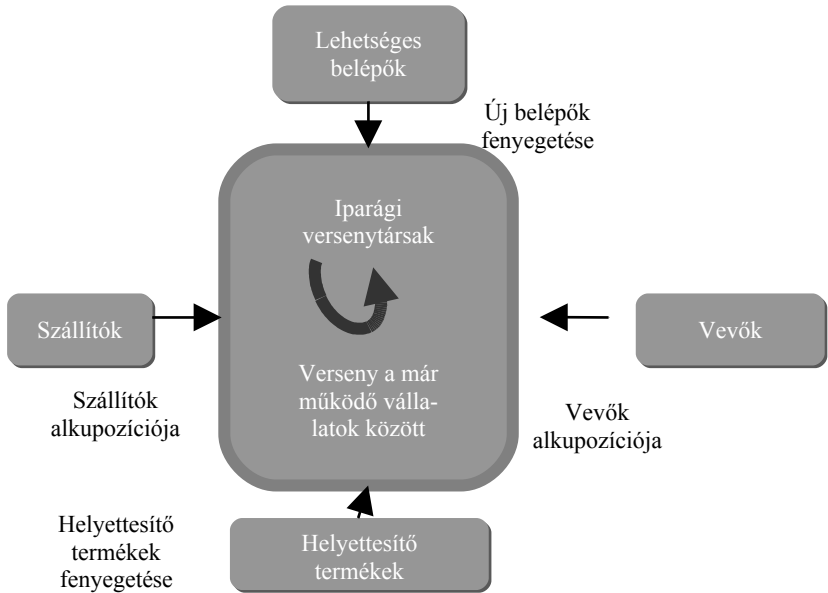 Lehetséges
belépők
Új belépők
fenyegetése
Iparági
versenytársak
Szállítók
Vevők
Szállítók
alkupozíciója
Verseny a már
működő válla-
latok között
Vevők
alkupozíciója
Helyettesítő
termékek
fenyegetése
Helyettesítő
termékek